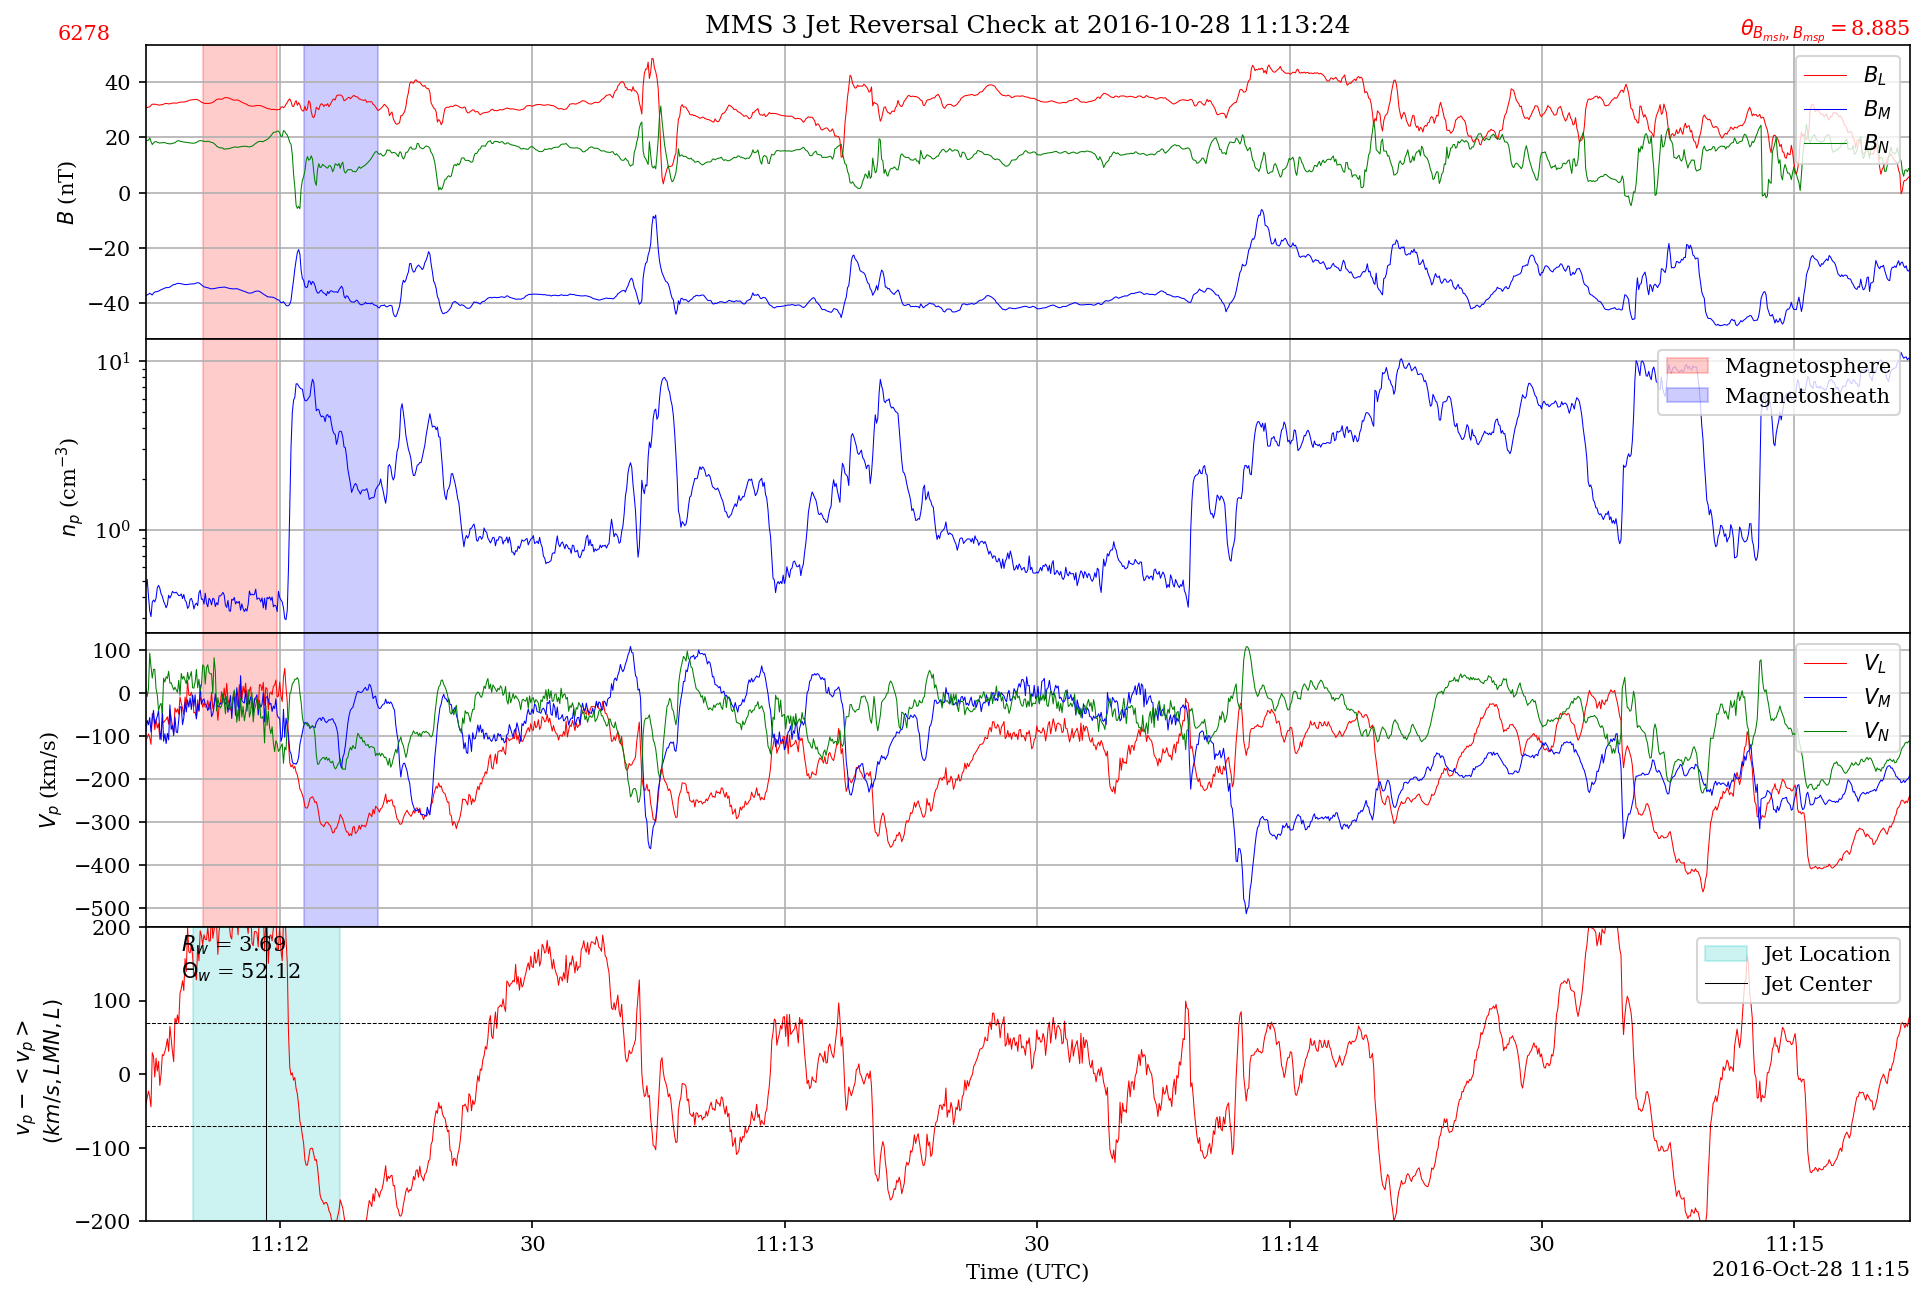 MMS 3 Jet Reversal Check at 2016-10-28 11:13:24
6278
θ_{B_{msh}, B_{msp}} = 8.885
40
20
0
−20
−40
B (nT)
B_L
B_M
B_N
10^1
10^0
n_p (cm^{−3})
Magnetosphere
Magnetosheath
100
0
−100
−200
−300
−400
−500
V_p (km/s)
V_L
V_M
V_N
200
100
0
−100
−200
v_p − < v_p >
(km/s, LMN, L)
R_w = 3.69
Θ_w = 52.12
Jet Location
Jet Center
11:12
30
11:13
30
11:14
30
11:15
Time (UTC)
2016-Oct-28 11:15